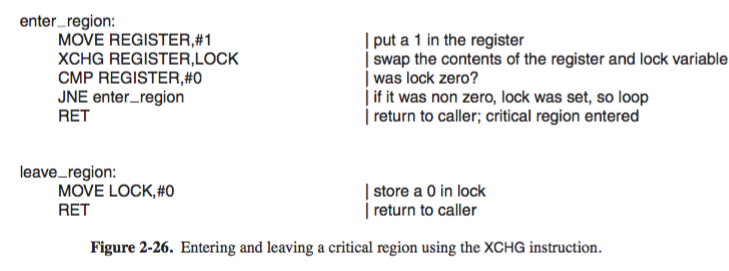 enter_region:
MOVE REGISTER,#1 | put a 1 in the register
XCHG REGISTER,LOCK | swap the contents of the register and lock variable
CMP REGISTER,#0 | was lock zero?
JNE enter_region | if it was non zero, lock was set, so loop
RET | return to caller; critical region entered
leave_region:
MOVE LOCK,#0 | store a 0 in lock
RET | return to caller
Figure 2-26. Entering and leaving a critical region using the XCHG instruction.